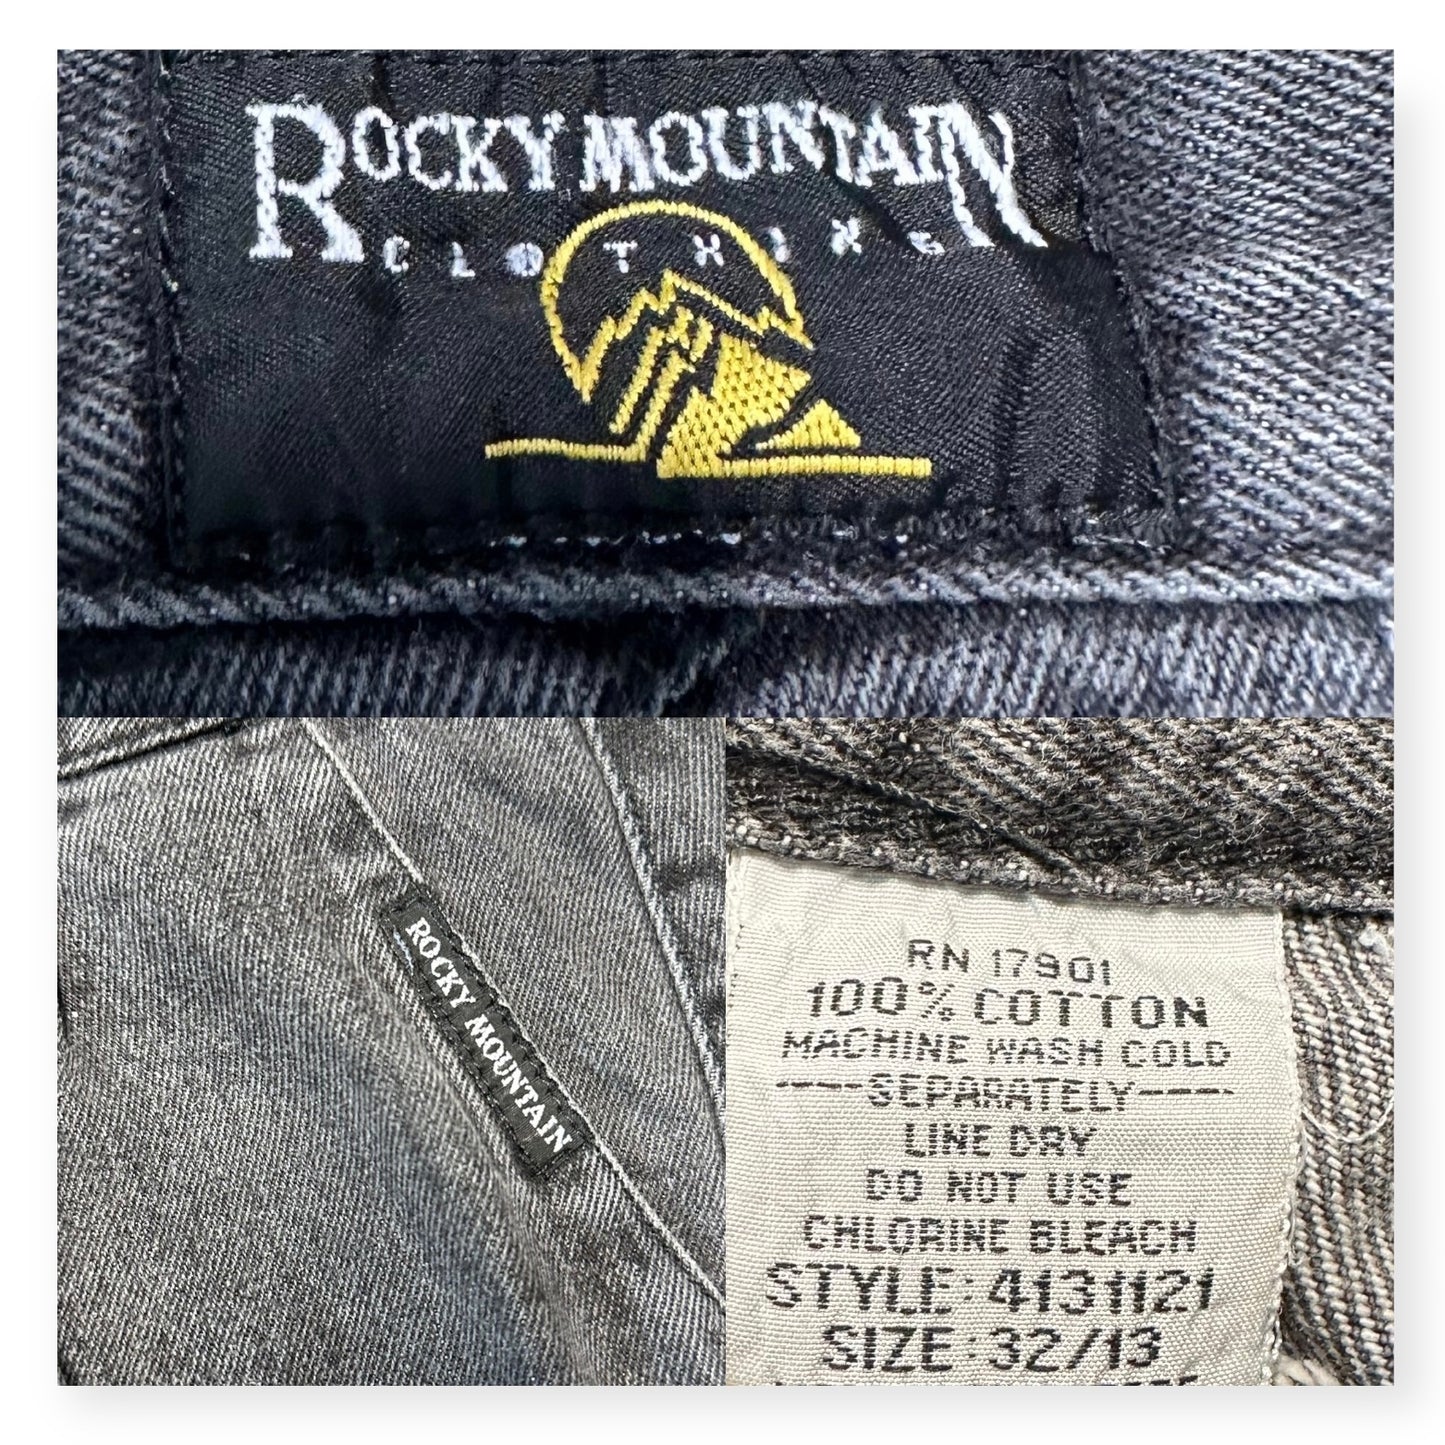 ROCKY MOUNTAIN
CLOTHING
ROCKY MOUNTAIN
RN 17901
100% COTTON
MACHINE WASH COLD
----SEPARATELY----
LINE DRY
DO NOT USE
CHLORINE BLEACH
STYLE: 4131121
SIZE: 32/13